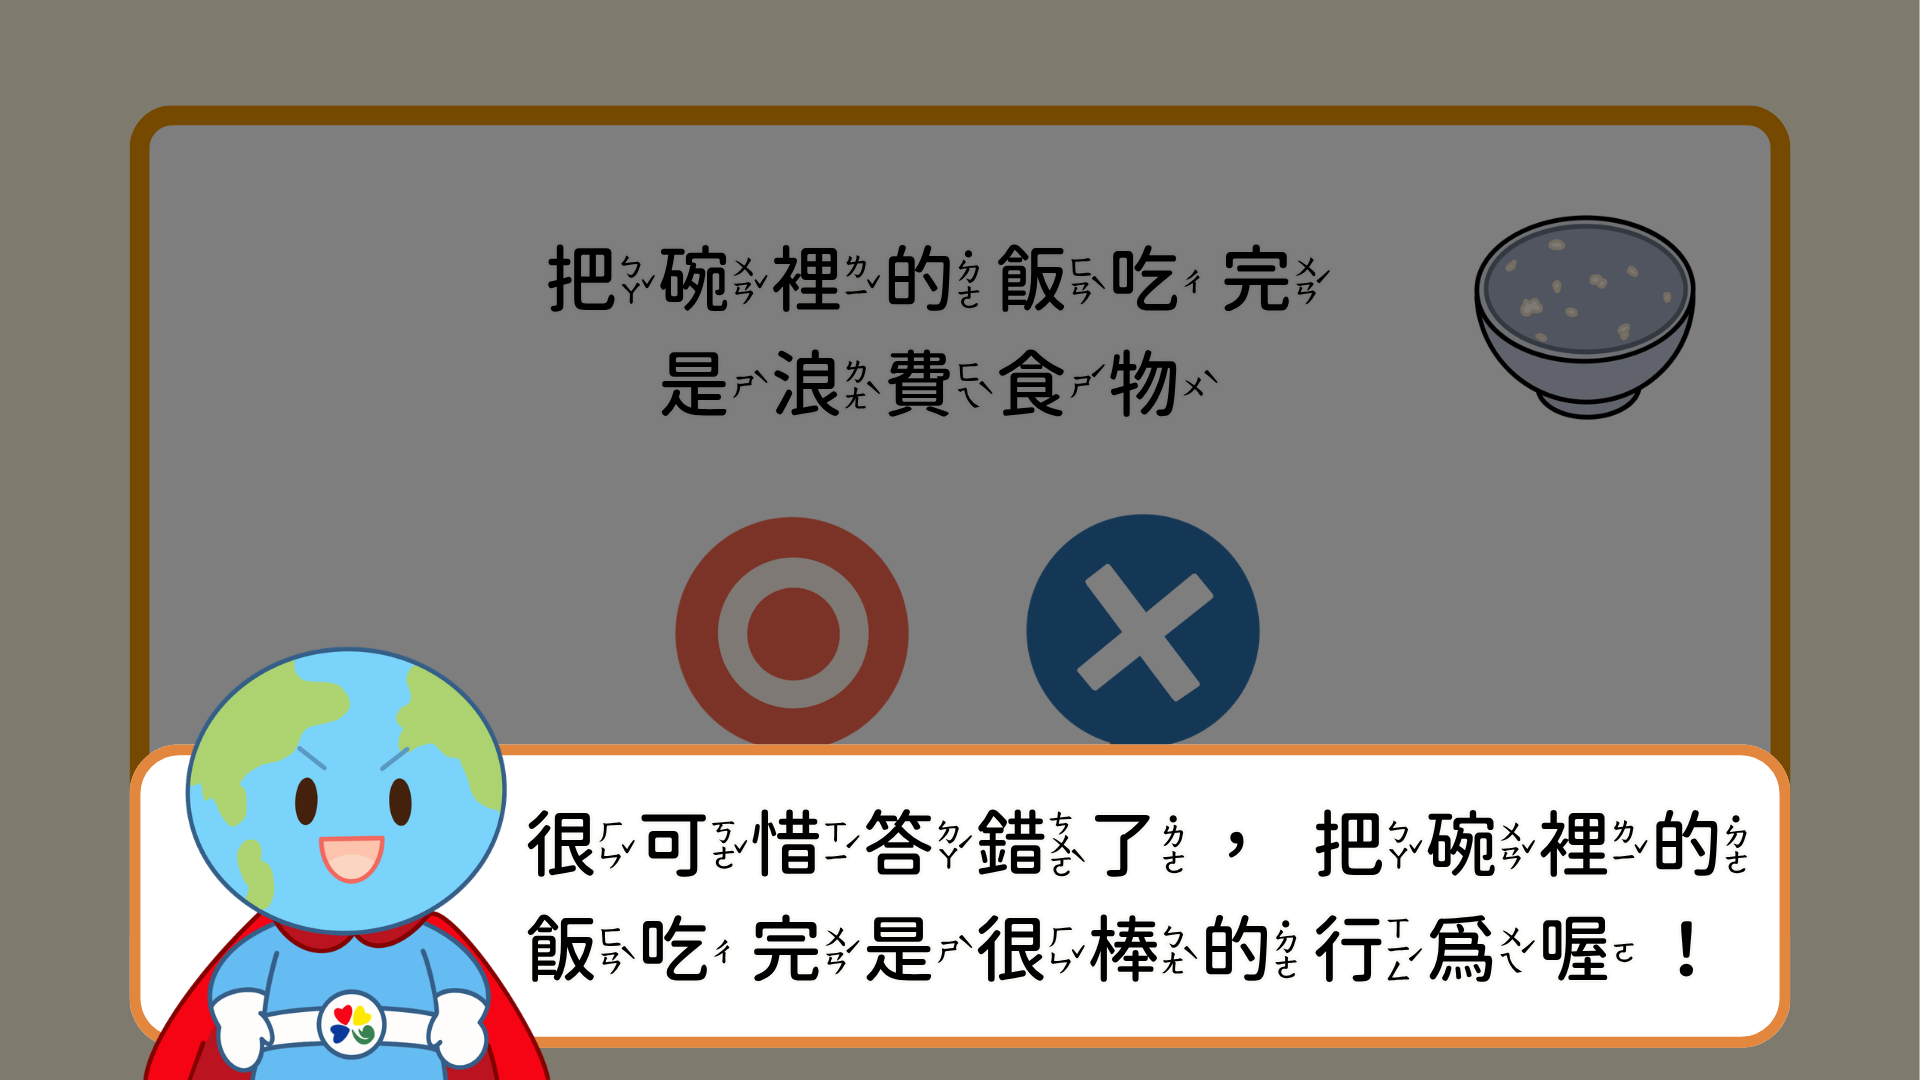 把碗裡的飯吃完
是浪費食物
很可惜答錯了，把碗裡的
飯吃完是很棒的行為喔！